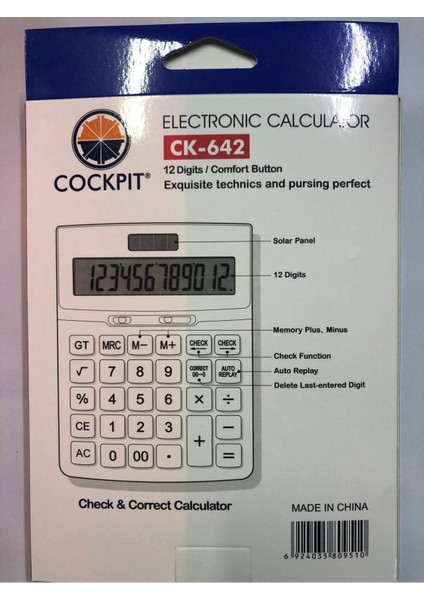 ELECTRONIC CALCULATOR
CK-642
12 Digits / Comfort Button
Exquisite technics and pursing perfect
COCKPIT®
Solar Panel
123456789012.
12 Digits
Memory Plus, Minus
GT MRC M− M+ CHECK CHECK
Check Function
√ 7 8 9 CORRECT 00→0 AUTO REPLAY
Auto Replay
Delete Last-entered Digit
% 4 5 6 × ÷
CE 1 2 3 + −
AC 0 00 · =
Check & Correct Calculator
MADE IN CHINA
6 924035 809510